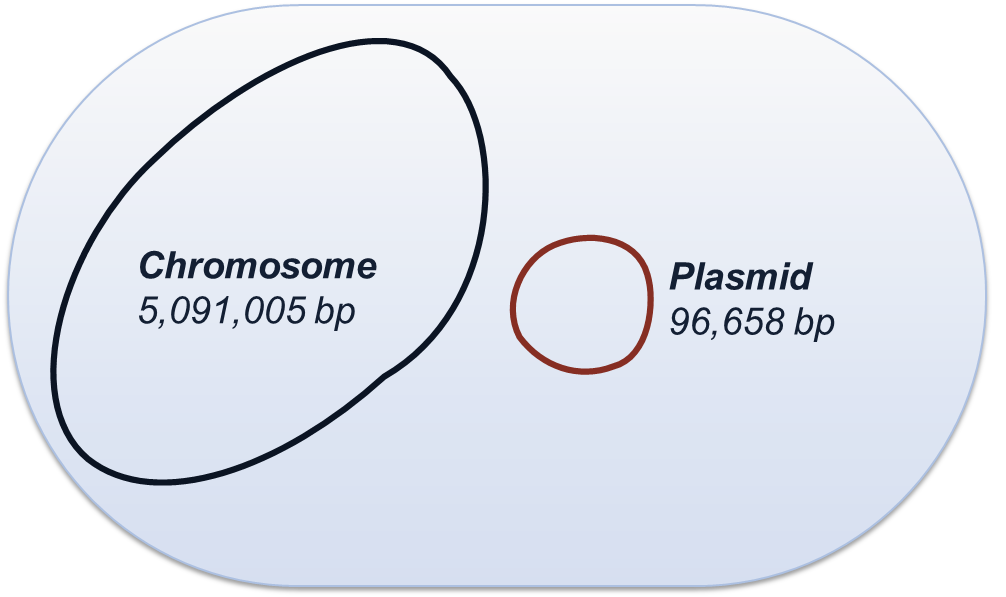 Chromosome
5,091,005 bp
Plasmid
96,658 bp